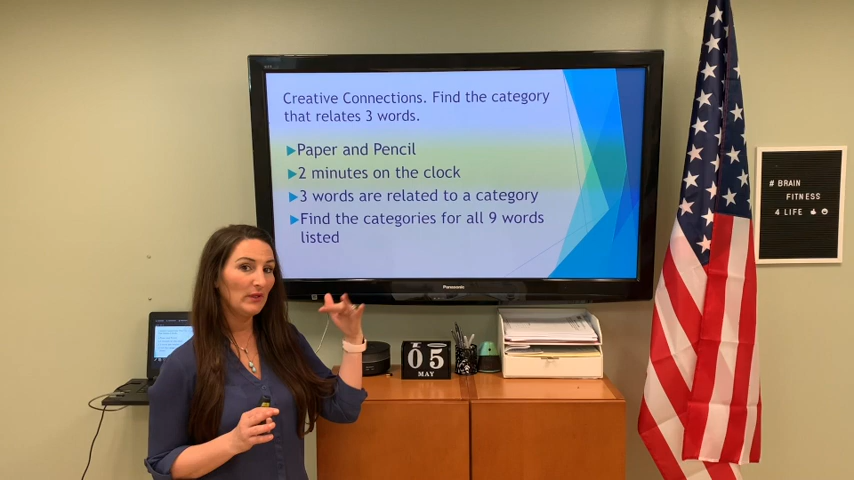 Creative Connections. Find the category
that relates 3 words.
▶Paper and Pencil
▶2 minutes on the clock
▶3 words are related to a category
▶Find the categories for all 9 words
listed
Panasonic
# BRAIN
FITNESS
4 LIFE
05
MAY